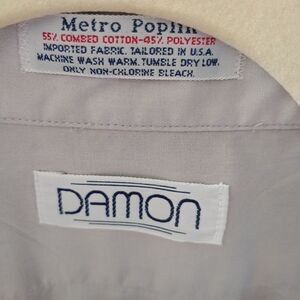 Metro Poplin
55% COMBED COTTON-45% POLYESTER
IMPORTED FABRIC. TAILORED IN U.S.A.
MACHINE WASH WARM. TUMBLE DRY LOW.
ONLY NON-CHLORINE BLEACH.
DAMON